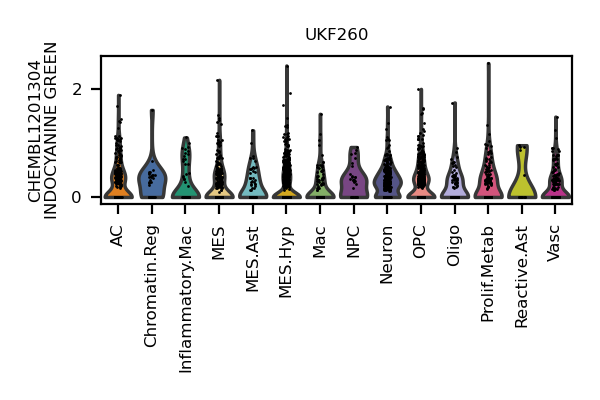 UKF260
CHEMBL1201304
INDOCYANINE GREEN
2
0
AC
Chromatin.Reg
Inflammatory.Mac
MES
MES.Ast
MES.Hyp
Mac
NPC
Neuron
OPC
Oligo
Prolif.Metab
Reactive.Ast
Vasc